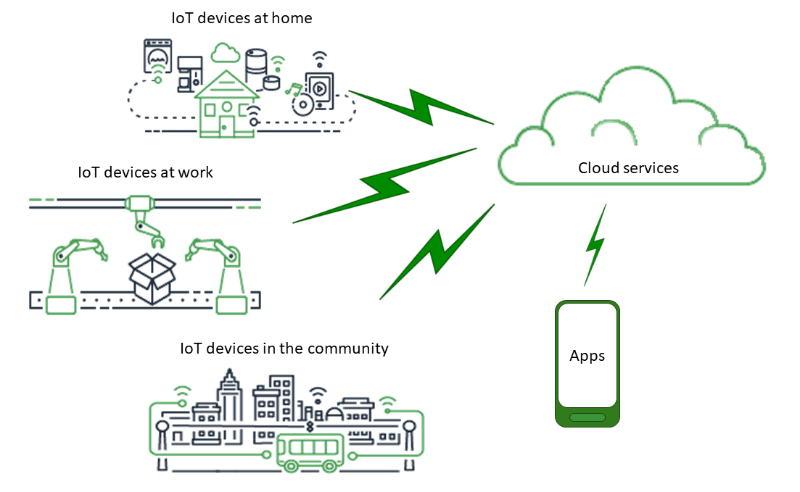 IoT devices at home
IoT devices at work
Cloud services
IoT devices in the community
Apps